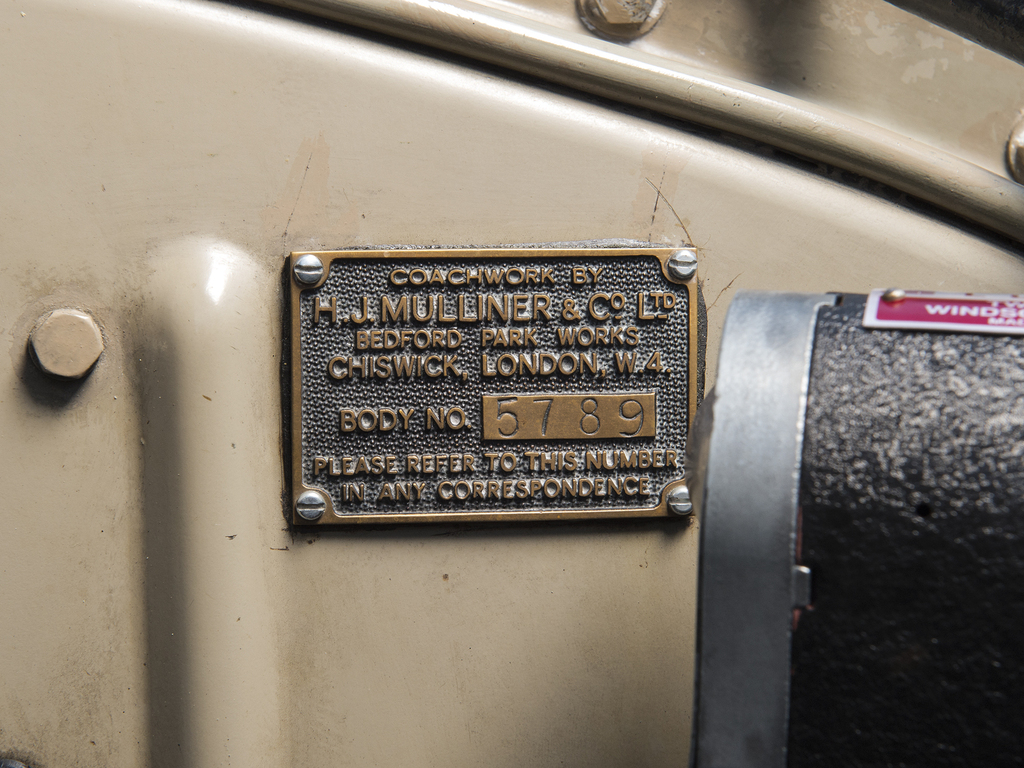 COACHWORK BY
H. J. MULLINER & CO. LTD.
BEDFORD PARK WORKS
CHISWICK, LONDON, W.4.
BODY NO. 5789
PLEASE REFER TO THIS NUMBER
IN ANY CORRESPONDENCE